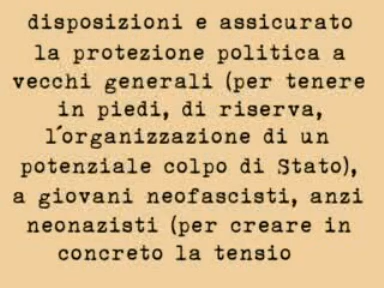 disposizioni e assicurato
la protezione politica a
vecchi generali (per tenere
in piedi, di riserva,
l´organizzazione di un
potenziale colpo di Stato),
a giovani neofascisti, anzi
neonazisti (per creare in
concreto la tensio